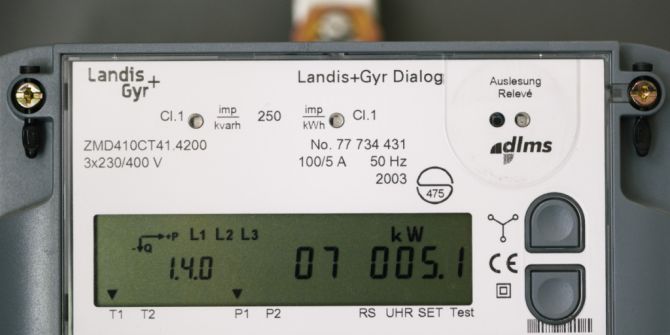 Landis
Gyr+
Landis+Gyr Dialog
Auslesung
Relevé
Cl.1 imp kvarh 250 imp kWh Cl.1
dlms
ZMD410CT41.4200
No. 77 734 431
3x230/400 V
100/5 A 50 Hz
2003
475
+P L1 L2 L3 kW
-Q
1.4.0 07 005.1
T1 T2 P1 P2 RS UHR SET Test
CE